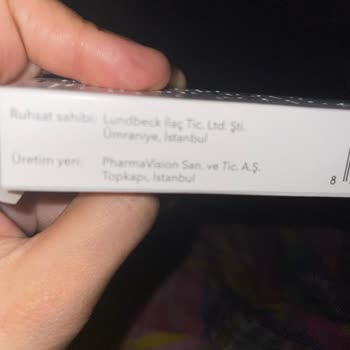 Ruhsat sahibi: Lundbeck İlaç Tic. Ltd. Şti.
Ümraniye, İstanbul
Üretim yeri: PharmaVision San. ve Tic. A.Ş.
Topkapı, İstanbul
8